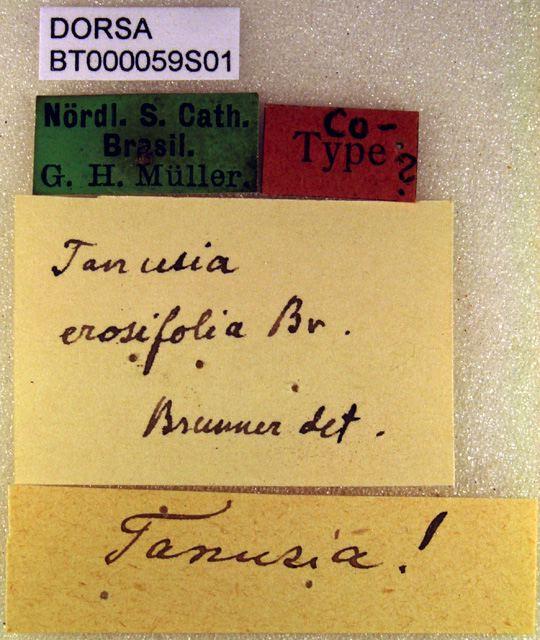 DORSA
BT000059S01
Nördl. S. Cath.
Brasil.
G. H. Müller.
Co-
Type.
?
Tanusia
erosifolia Br.
Brunner det.
Tanusia!